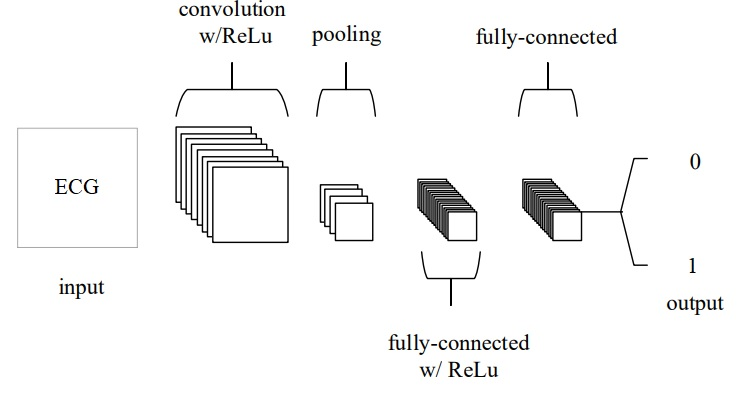 convolution
w/ReLu
pooling
fully-connected
ECG
input
0
1
output
fully-connected
w/ ReLu